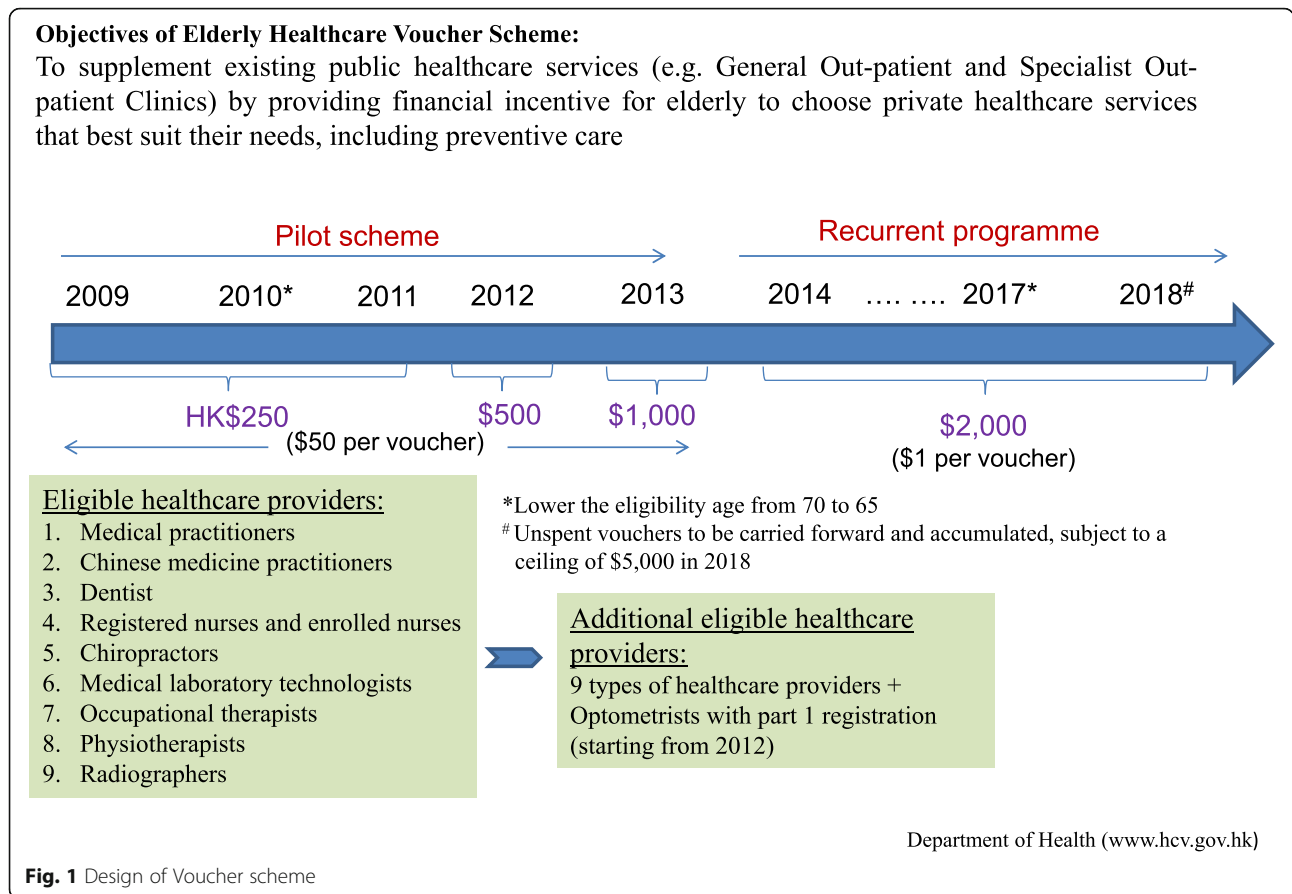 Objectives of Elderly Healthcare Voucher Scheme:
To supplement existing public healthcare services (e.g. General Out-patient and Specialist Out-
patient Clinics) by providing financial incentive for elderly to choose private healthcare services
that best suit their needs, including preventive care
Pilot scheme
Recurrent programme
2009 2010* 2011 2012 2013 2014 .... .... 2017* 2018#
HK$250 $500 $1,000 $2,000
($50 per voucher)
($1 per voucher)
Eligible healthcare providers:
1. Medical practitioners
2. Chinese medicine practitioners
3. Dentist
4. Registered nurses and enrolled nurses
5. Chiropractors
6. Medical laboratory technologists
7. Occupational therapists
8. Physiotherapists
9. Radiographers
*Lower the eligibility age from 70 to 65
# Unspent vouchers to be carried forward and accumulated, subject to a
ceiling of $5,000 in 2018
Additional eligible healthcare
providers:
9 types of healthcare providers +
Optometrists with part 1 registration
(starting from 2012)
Department of Health (www.hcv.gov.hk)
Fig. 1 Design of Voucher scheme